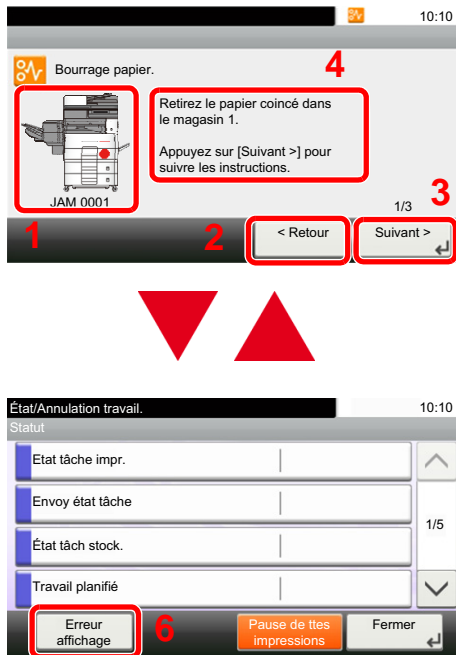 10:10
Bourrage papier.
4
Retirez le papier coincé dans
le magasin 1.
Appuyez sur [Suivant >] pour
suivre les instructions.
JAM 0001
1/3
3
1
2
< Retour
Suivant >
État/Annulation travail.
10:10
Statut
Etat tâche impr.
Envoy état tâche
1/5
État tâch stock.
Travail planifié
Erreur
affichage
6
Pause de ttes
impressions
Fermer